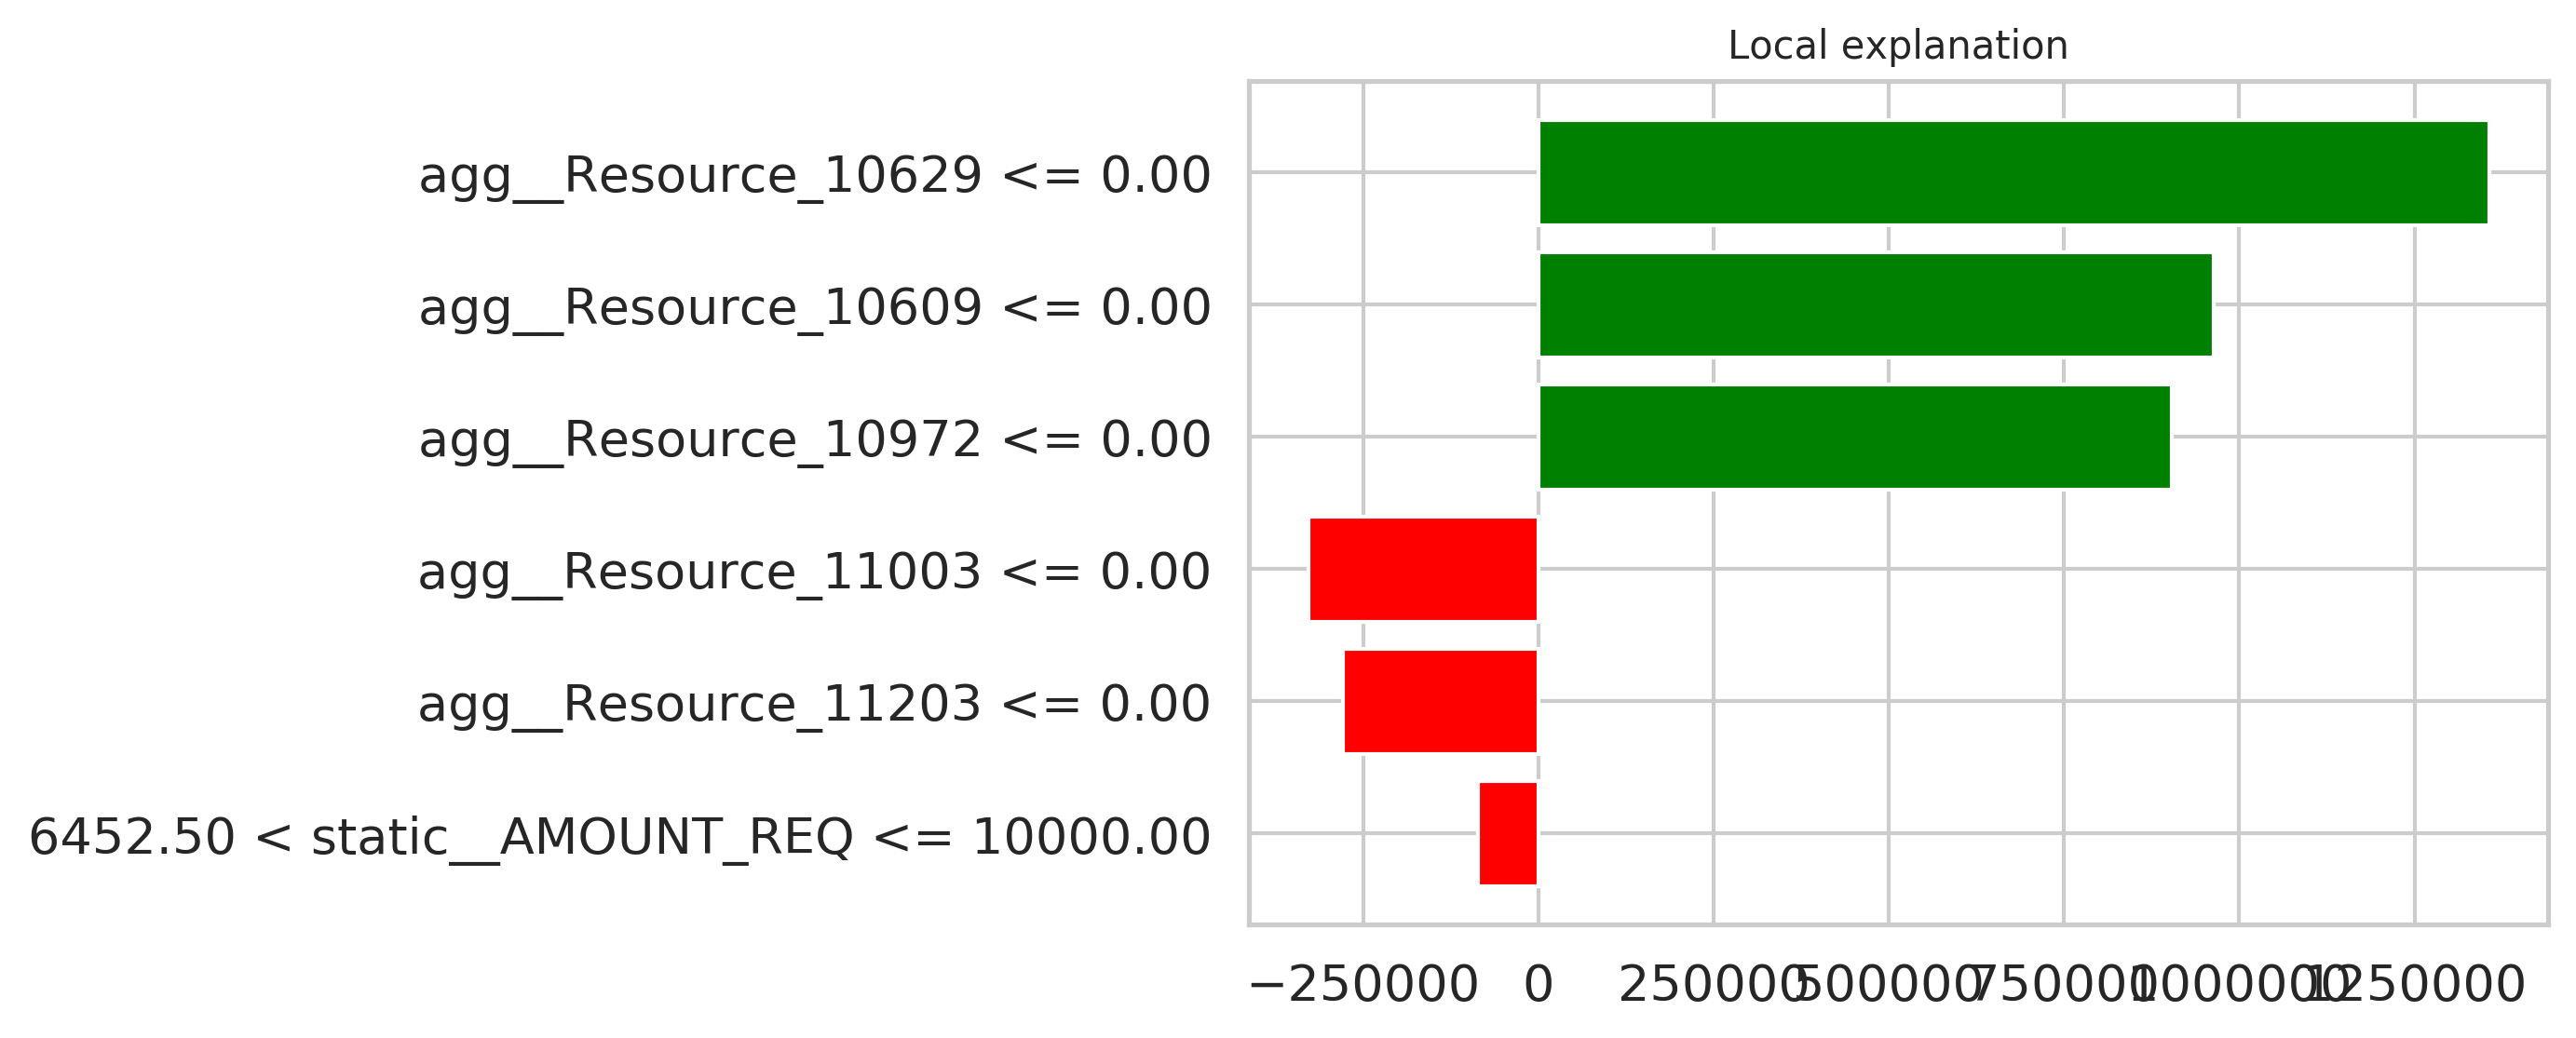 Local explanation
agg__Resource_10629 <= 0.00
agg__Resource_10609 <= 0.00
agg__Resource_10972 <= 0.00
agg__Resource_11003 <= 0.00
agg__Resource_11203 <= 0.00
6452.50 < static__AMOUNT_REQ <= 10000.00
−250000 0 250000 500000 750000 1000000 1250000